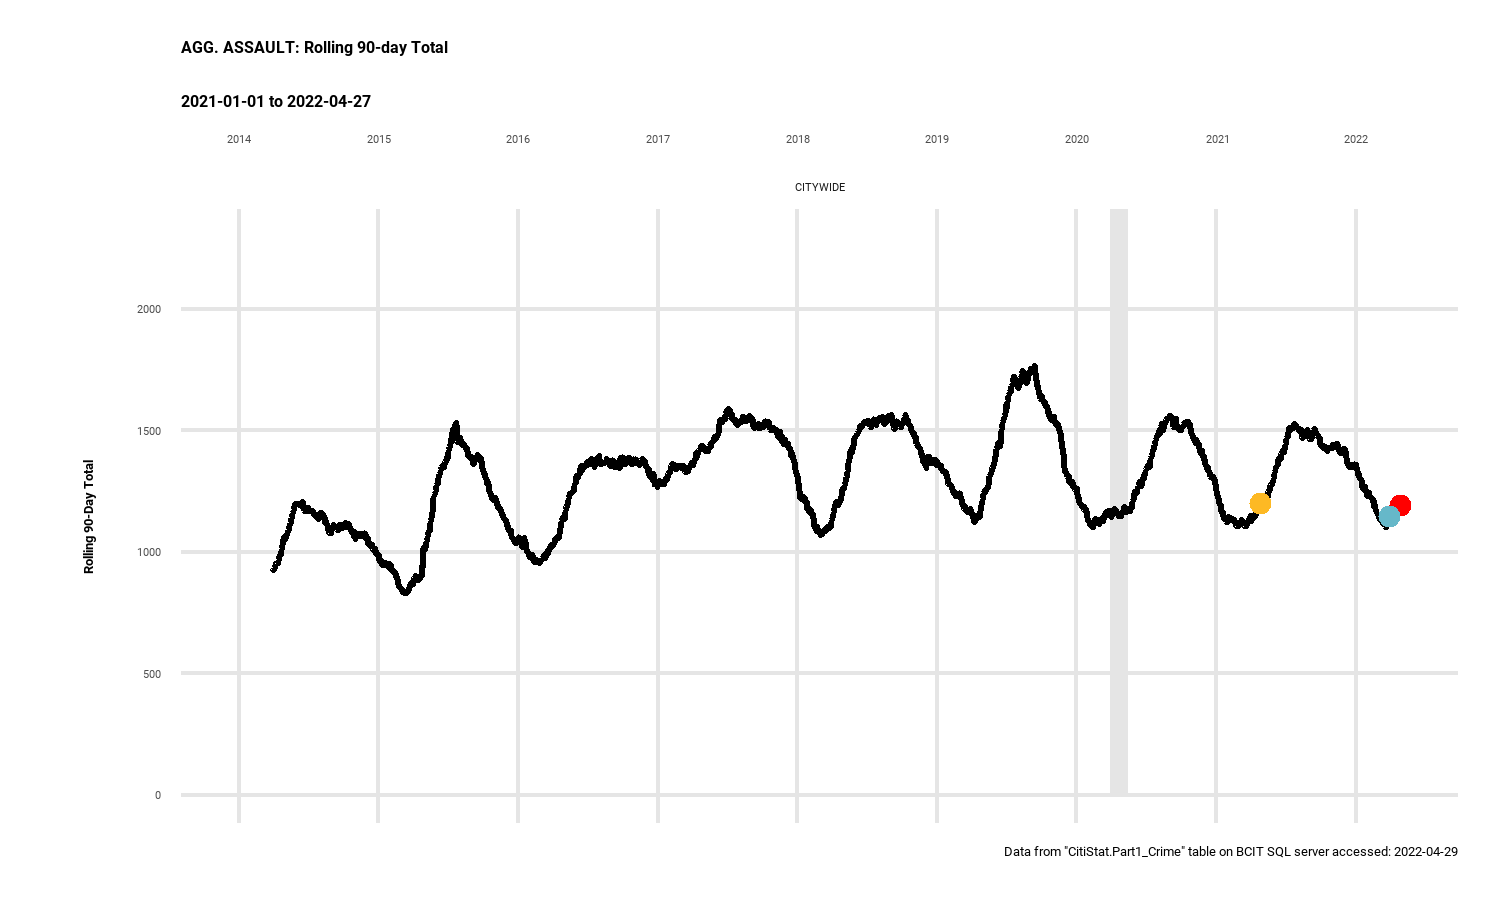 AGG. ASSAULT: Rolling 90-day Total
2021-01-01 to 2022-04-27
2014 2015 2016 2017 2018 2019 2020 2021 2022
CITYWIDE
2000
1500
1000
500
0
Rolling 90-Day Total
Data from "CitiStat.Part1_Crime" table on BCIT SQL server accessed: 2022-04-29